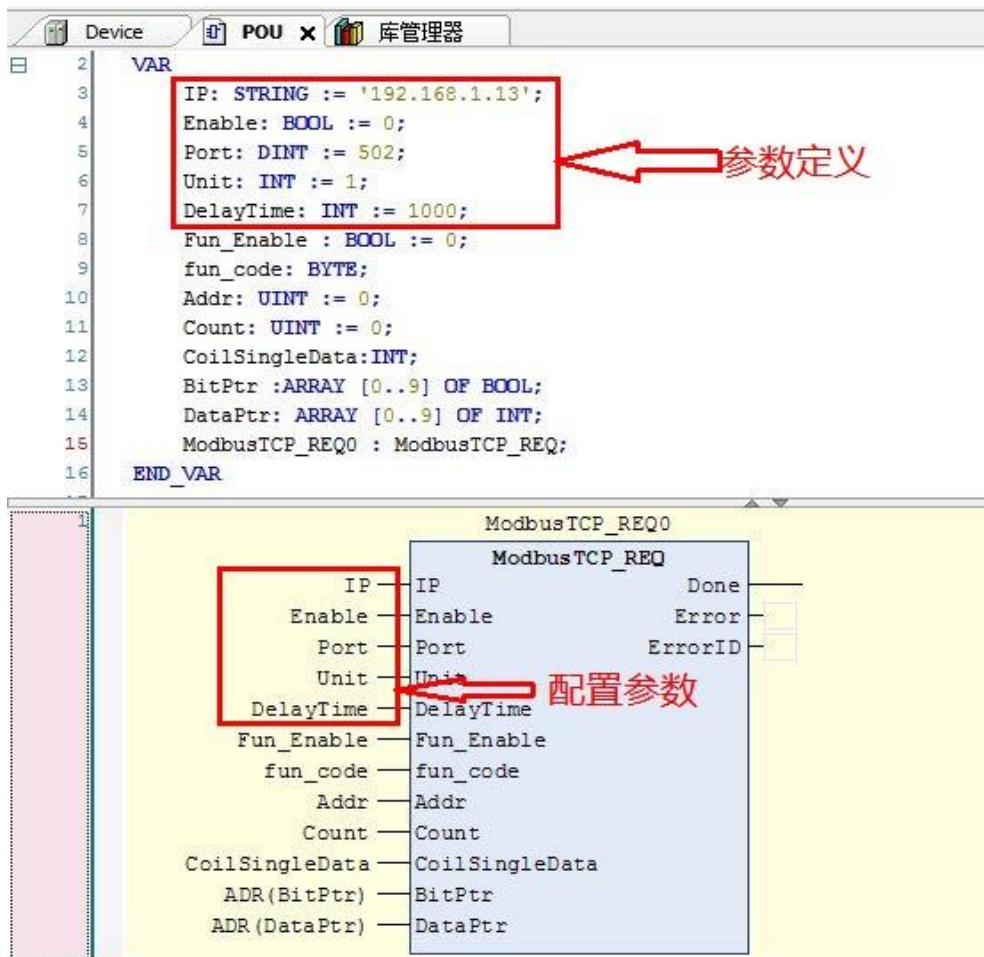 Device POU x 库管理器
2 VAR
3 IP: STRING := '192.168.1.13';
4 Enable: BOOL := 0;
5 Port: DINT := 502;
6 Unit: INT := 1;
7 DelayTime: INT := 1000;
参数定义
8 Fun_Enable : BOOL := 0;
9 fun_code: BYTE;
10 Addr: UINT := 0;
11 Count: UINT := 0;
12 CoilSingleData:INT;
13 BitPtr :ARRAY [0..9] OF BOOL;
14 DataPtr: ARRAY [0..9] OF INT;
15 ModbusTCP_REQ0 : ModbusTCP_REQ;
16 END_VAR
1 ModbusTCP_REQ0
ModbusTCP_REQ
IP IP Done
Enable Enable Error
Port Port ErrorID
Unit Unit
配置参数
DelayTime DelayTime
Fun_Enable Fun_Enable
fun_code fun_code
Addr Addr
Count Count
CoilSingleData CoilSingleData
ADR(BitPtr) BitPtr
ADR(DataPtr) DataPtr